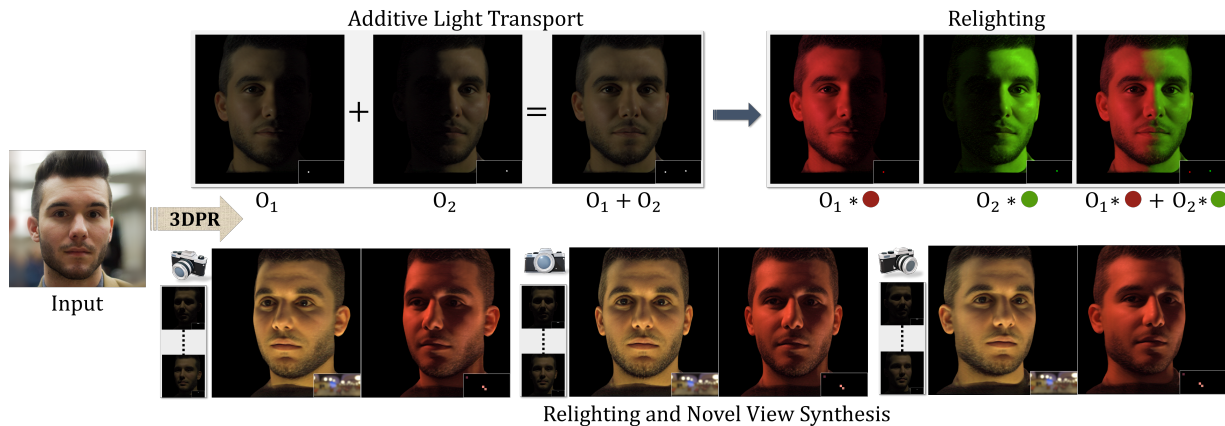 Additive Light Transport
Relighting
+
=
O₁
O₂
O₁ + O₂
O₁ *
O₂ *
O₁* + O₂*
3DPR
Input
Relighting and Novel View Synthesis